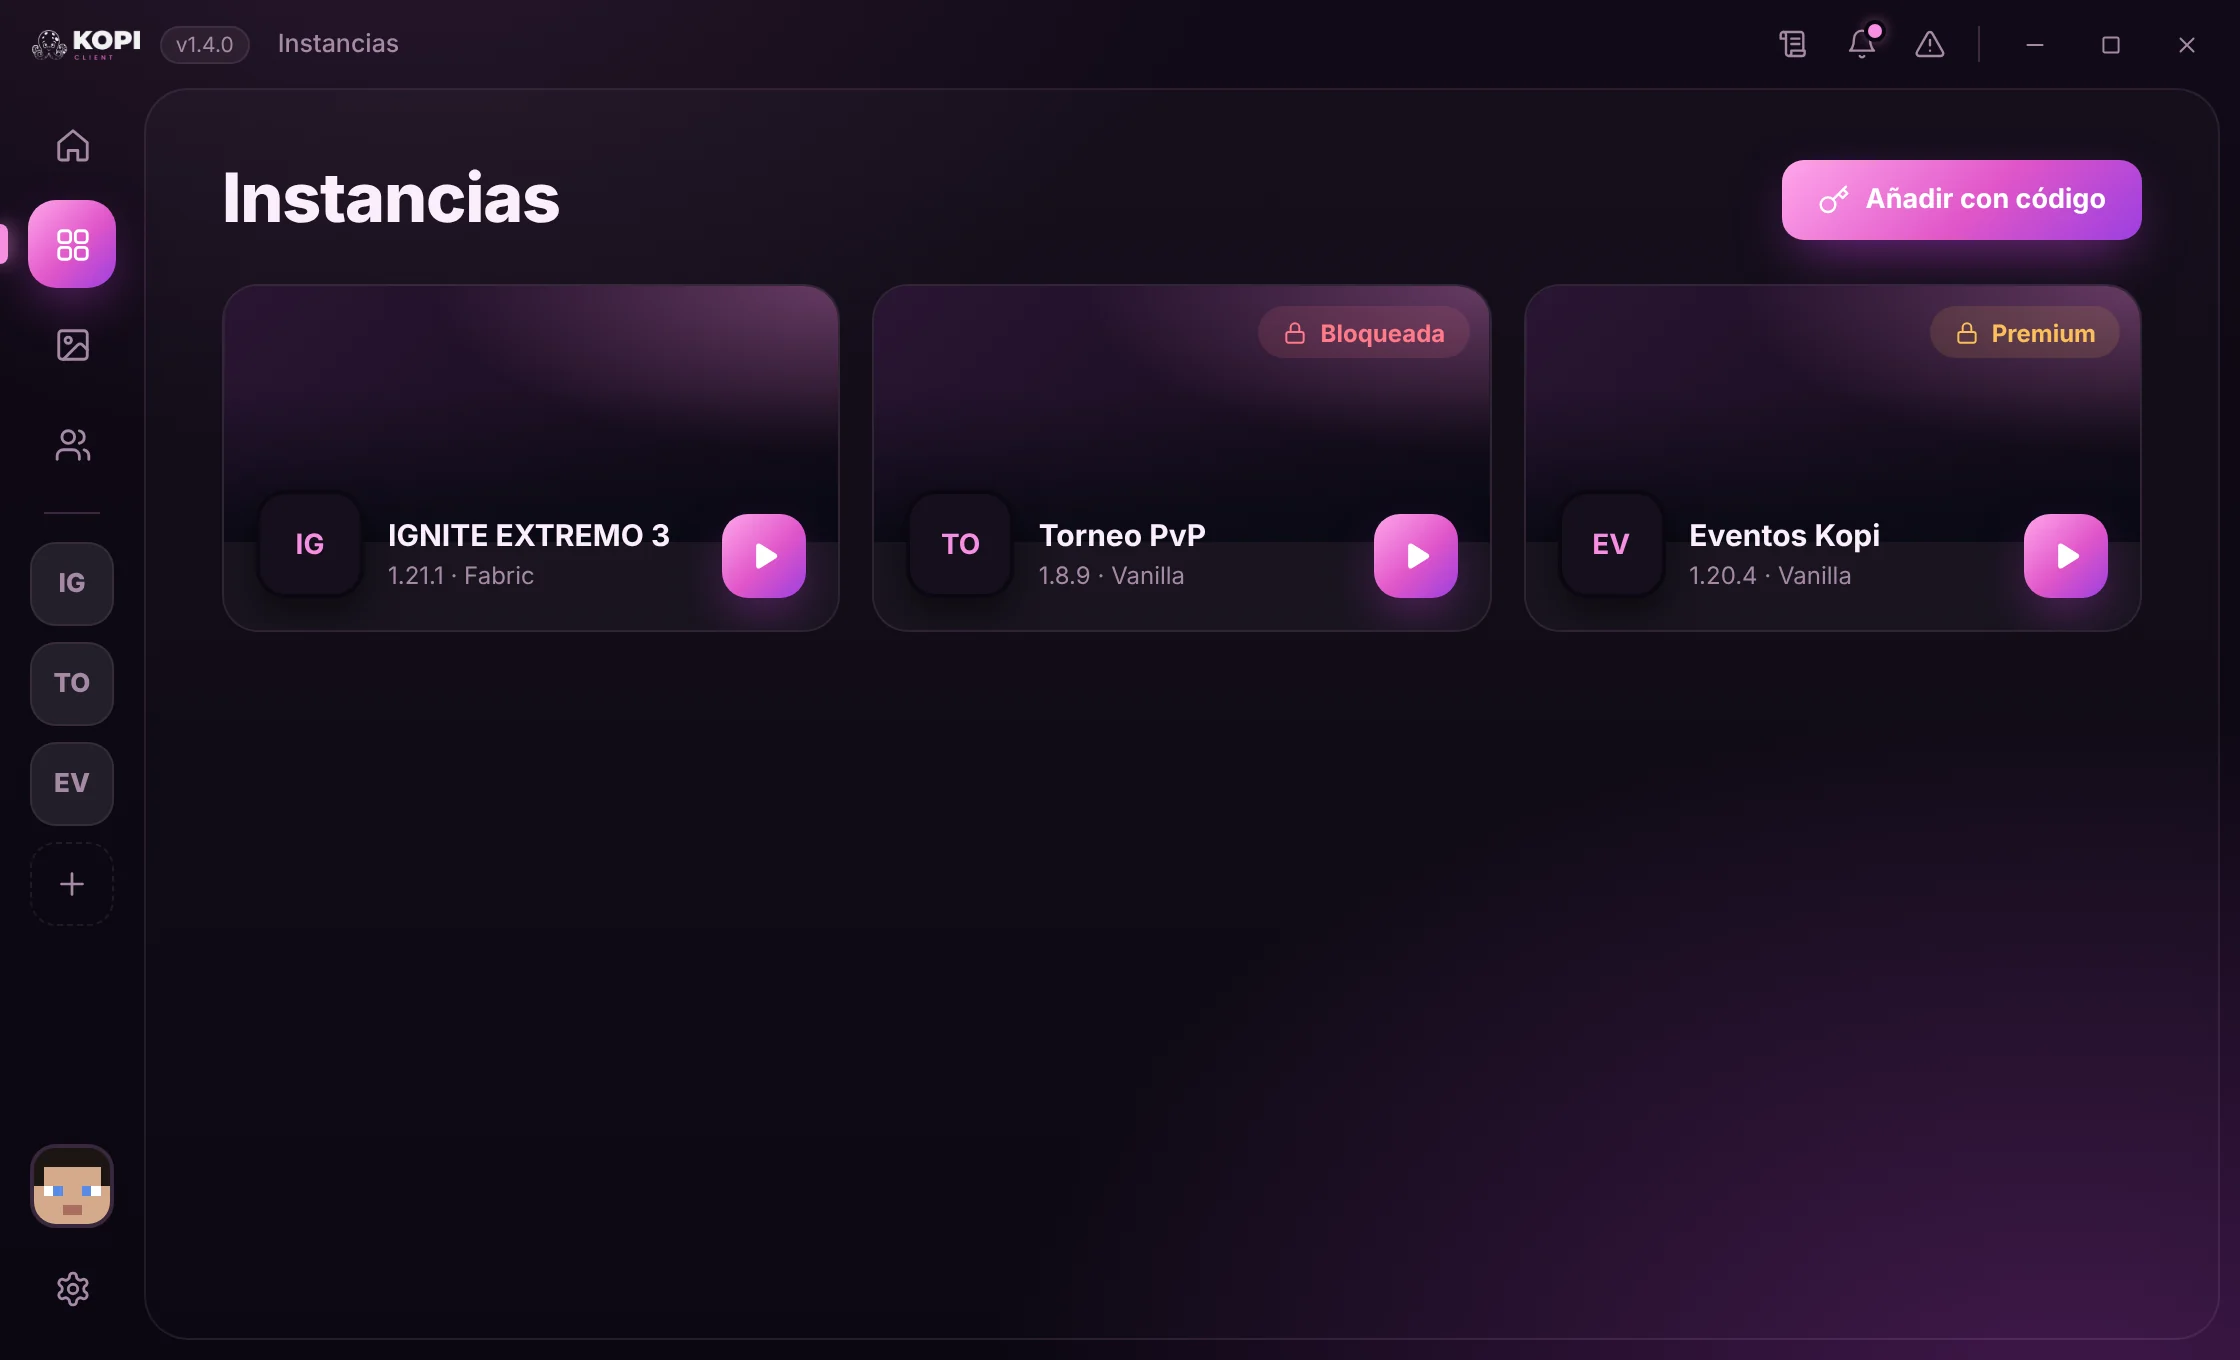 KOPI
CLIENT
v1.4.0
Instancias
Instancias
Añadir con código
IG
IGNITE EXTREMO 3
1.21.1 · Fabric
Bloqueada
TO
Torneo PvP
1.8.9 · Vanilla
Premium
EV
Eventos Kopi
1.20.4 · Vanilla
IG
TO
EV